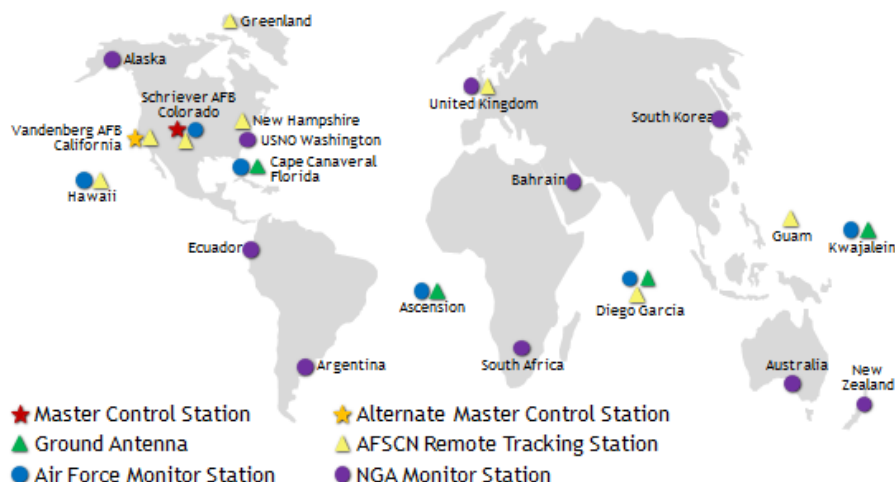 Greenland
Alaska
Schriever AFB
Colorado
Vandenberg AFB
California
New Hampshire
USNO Washington
Cape Canaveral
Florida
Hawaii
United Kingdom
South Korea
Bahrain
Guam
Kwajalein
Ecuador
Ascension
Diego Garcia
Argentina
South Africa
Australia
New
Zealand
Master Control Station
Alternate Master Control Station
Ground Antenna
AFSCN Remote Tracking Station
Air Force Monitor Station
NGA Monitor Station